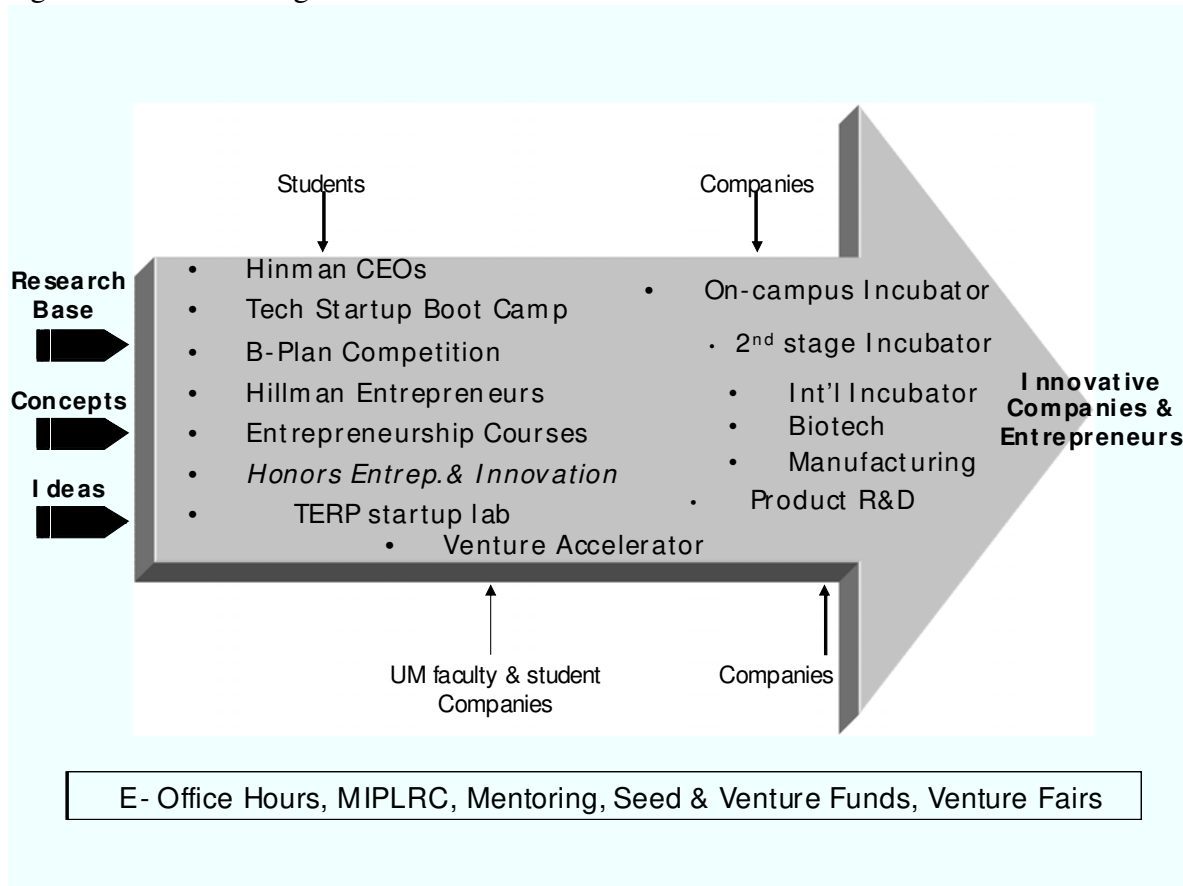 Students
Companies
Research
Base
Concepts
Ideas
• Hinman CEOs
• Tech Startup Boot Camp
• B-Plan Competition
• Hillman Entrepreneurs
• Entrepreneurship Courses
• Honors Entrep.& Innovation
• TERP startup lab
• Venture Accelerator
• On-campus Incubator
• 2nd stage Incubator
• Int'l Incubator
• Biotech
• Manufacturing
• Product R&D
Innovative
Companies &
Entrepreneurs
UM faculty & student
Companies
Companies
E- Office Hours, MIPLRC, Mentoring, Seed & Venture Funds, Venture Fairs